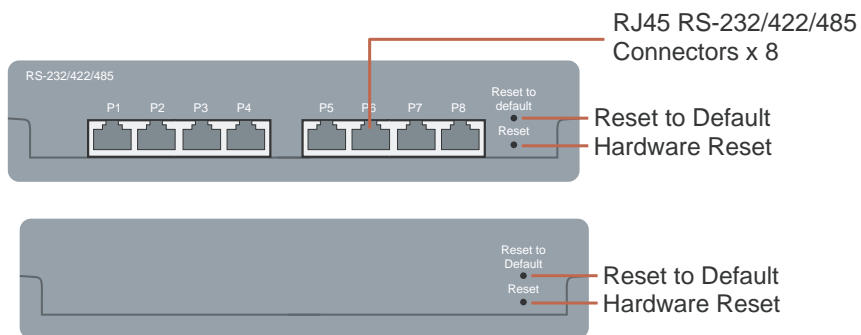 RJ45 RS-232/422/485
Connectors x 8
RS-232/422/485
P1 P2 P3 P4 P5 P6 P7 P8
Reset to
default
Reset
Reset to Default
Hardware Reset
Reset to
Default
Reset
Reset to Default
Hardware Reset